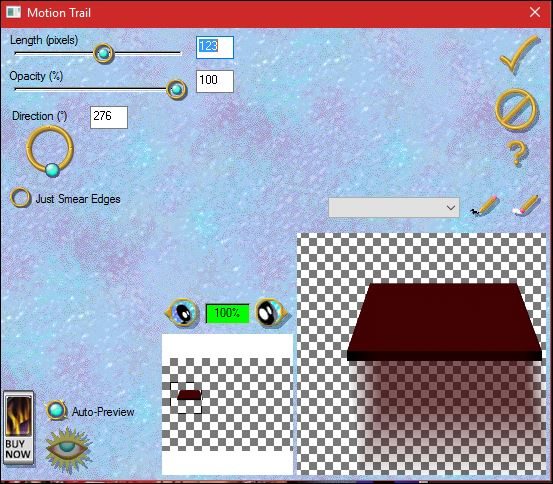 Motion Trail
Length (pixels)
123
Opacity (%)
100
Direction (°)
276
Just Smear Edges
100%
Auto-Preview
BUY
NOW